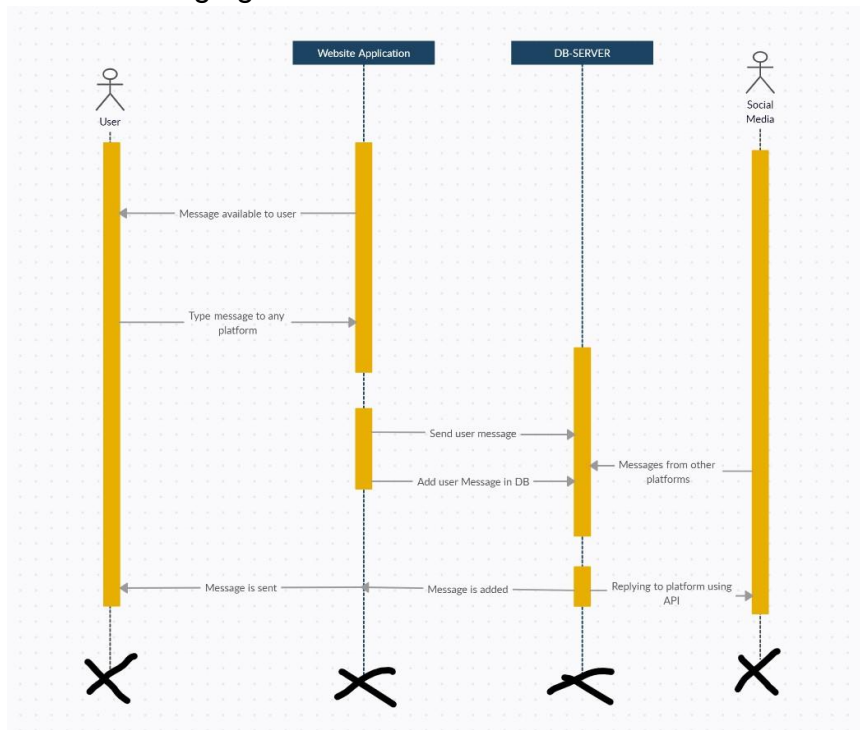 Website Application
DB-SERVER
User
Social
Media
Message available to user
Type message to any
platform
Send user message
Messages from other
platforms
Add user Message in DB
Message is sent
Message is added
Replying to platform using
API